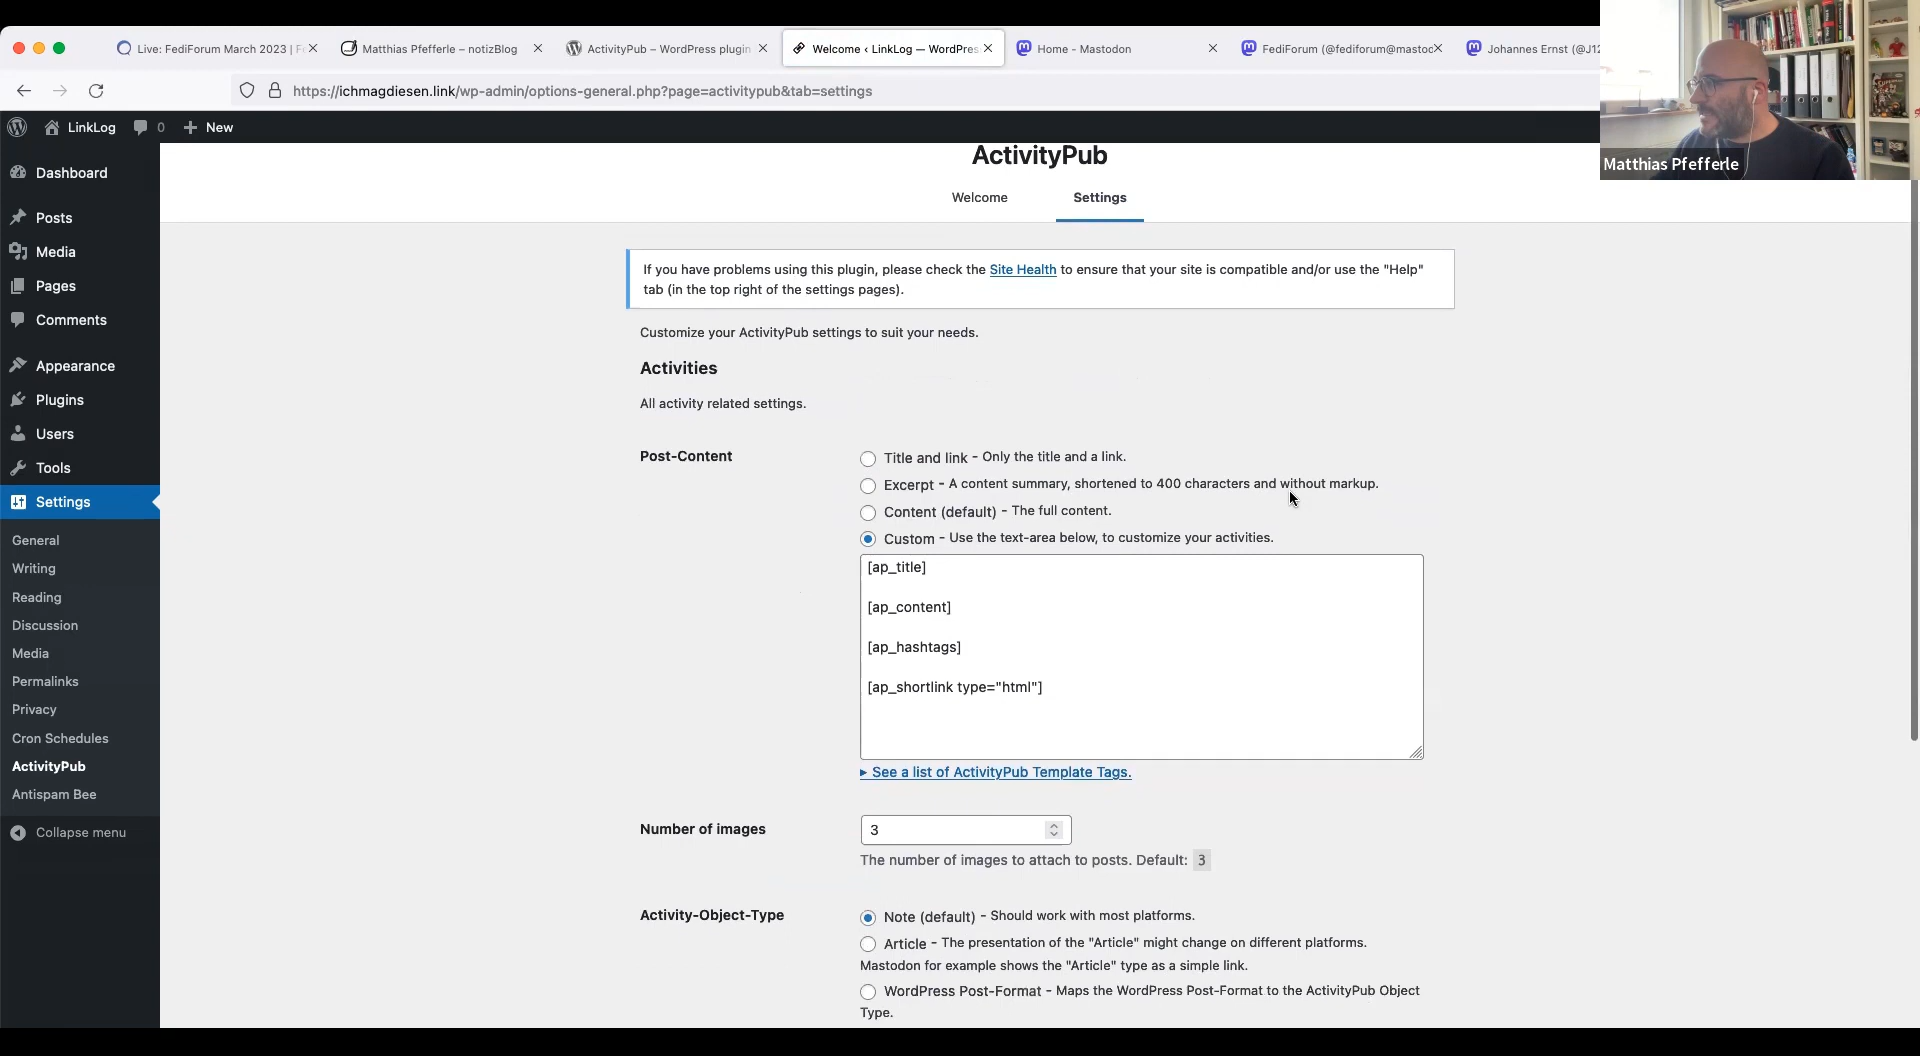 Live: FediForum March 2023 | F
Matthias Pfefferle – notizBlog
ActivityPub – WordPress plugin
Welcome ‹ LinkLog — WordPres
Home - Mastodon
FediForum (@fediforum@mastoc
Johannes Ernst (@J12
https://ichmagdiesen.link/wp-admin/options-general.php?page=activitypub&tab=settings
LinkLog
0
New
Matthias Pfefferle
Dashboard
Posts
Media
Pages
Comments
Appearance
Plugins
Users
Tools
Settings
General
Writing
Reading
Discussion
Media
Permalinks
Privacy
Cron Schedules
ActivityPub
Antispam Bee
Collapse menu
ActivityPub
Welcome
Settings
If you have problems using this plugin, please check the Site Health to ensure that your site is compatible and/or use the "Help"
tab (in the top right of the settings pages).
Customize your ActivityPub settings to suit your needs.
Activities
All activity related settings.
Post-Content
Title and link - Only the title and a link.
Excerpt - A content summary, shortened to 400 characters and without markup.
Content (default) - The full content.
Custom - Use the text-area below, to customize your activities.
[ap_title]
[ap_content]
[ap_hashtags]
[ap_shortlink type="html"]
▸ See a list of ActivityPub Template Tags.
Number of images
3
The number of images to attach to posts. Default: 3
Activity-Object-Type
Note (default) - Should work with most platforms.
Article - The presentation of the "Article" might change on different platforms.
Mastodon for example shows the "Article" type as a simple link.
WordPress Post-Format - Maps the WordPress Post-Format to the ActivityPub Object
Type.